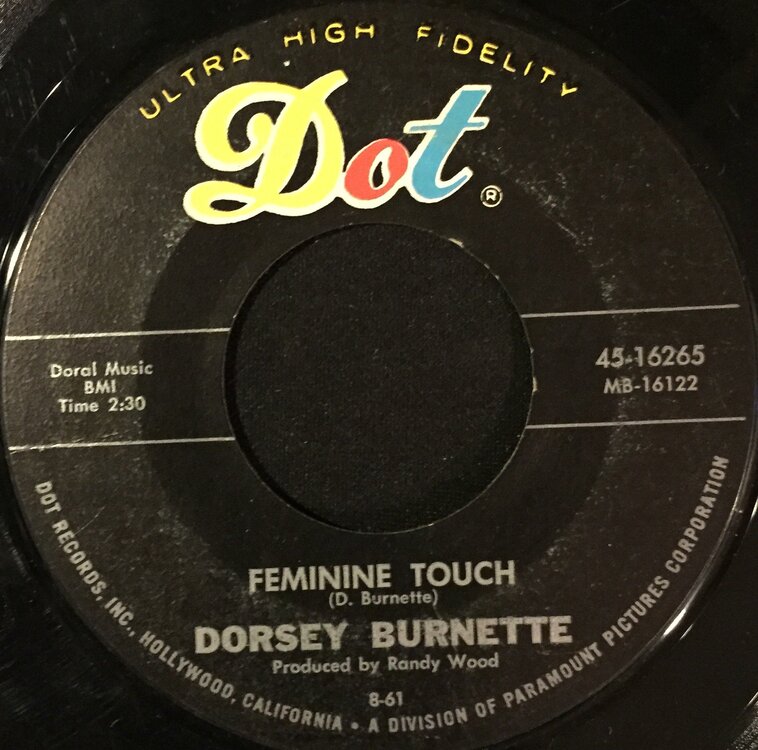 ULTRA HIGH FIDELITY
Dot
®
Doral Music
BMI
Time 2:30
45-16265
MB-16122
FEMININE TOUCH
(D. Burnette)
DORSEY BURNETTE
Produced by Randy Wood
8-61
DOT RECORDS, INC., HOLLYWOOD, CALIFORNIA • A DIVISION OF PARAMOUNT PICTURES CORPORATION